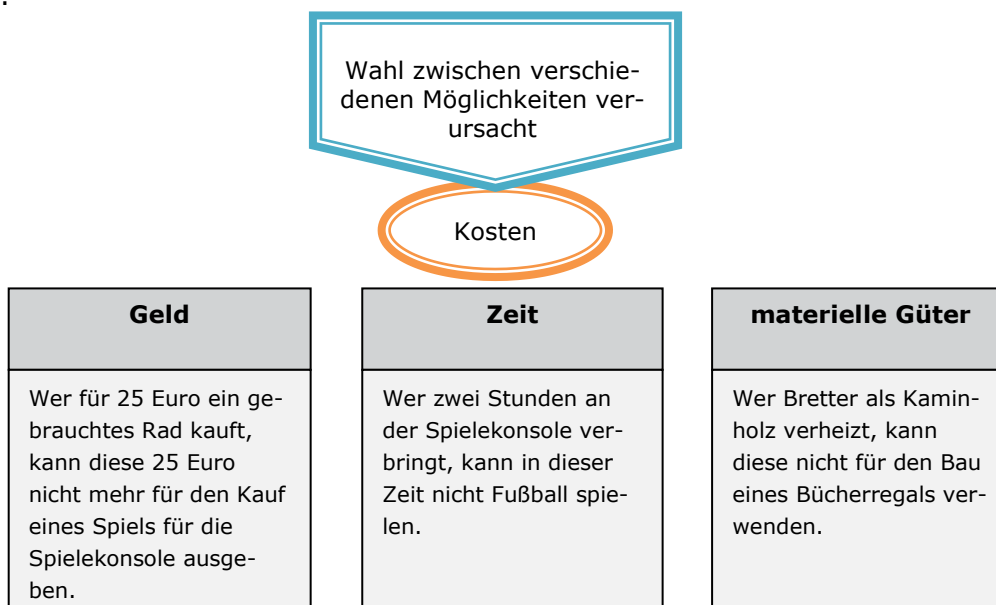 .
Wahl zwischen verschie-
denen Möglichkeiten ver-
ursacht
Kosten
Geld
Wer für 25 Euro ein ge-
brauchtes Rad kauft,
kann diese 25 Euro
nicht mehr für den Kauf
eines Spiels für die
Spielekonsole ausge-
ben.
Zeit
Wer zwei Stunden an
der Spielekonsole ver-
bringt, kann in dieser
Zeit nicht Fußball spie-
len.
materielle Güter
Wer Bretter als Kamin-
holz verheizt, kann
diese nicht für den Bau
eines Bücherregals ver-
wenden.